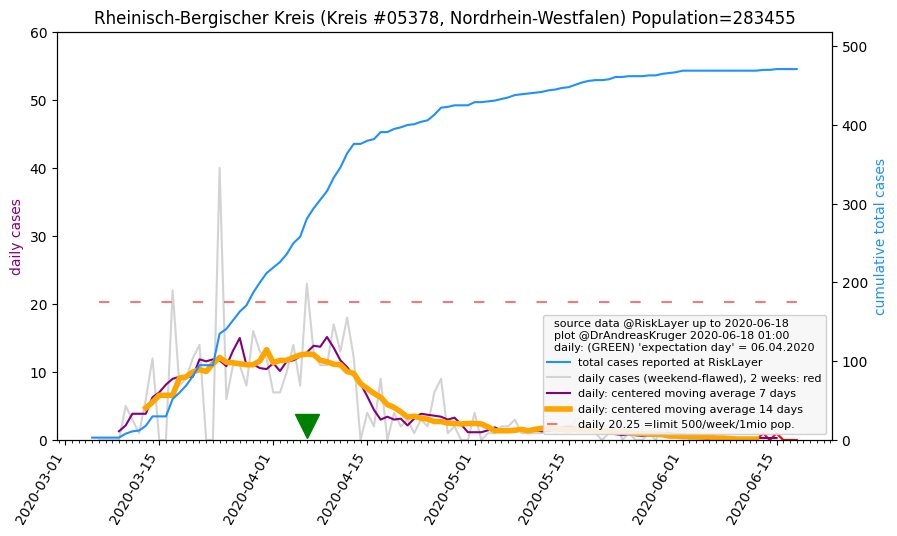 Rheinisch-Bergischer Kreis (Kreis #05378, Nordrhein-Westfalen) Population=283455
60
50
40
30
20
10
0
daily cases
500
400
300
200
100
0
cumulative total cases
source data @RiskLayer up to 2020-06-18
plot @DrAndreasKruger 2020-06-18 01:00
daily: (GREEN) 'expectation day' = 06.04.2020
total cases reported at RiskLayer
daily cases (weekend-flawed), 2 weeks: red
daily: centered moving average 7 days
daily: centered moving average 14 days
daily 20.25 =limit 500/week/1mio pop.
2020-03-01
2020-03-15
2020-04-01
2020-04-15
2020-05-01
2020-05-15
2020-06-01
2020-06-15